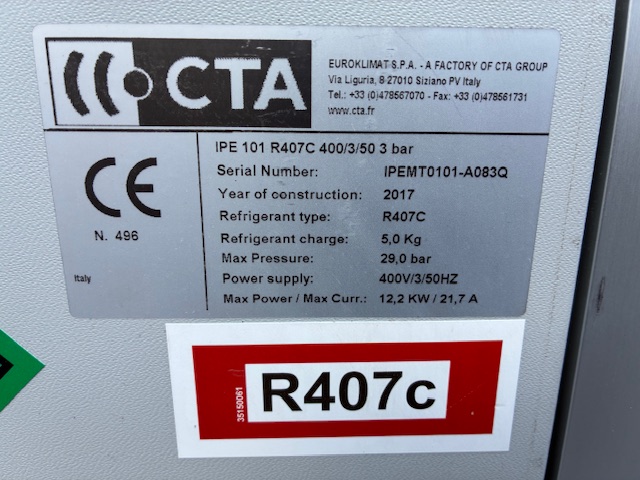 CTA
EUROKLIMAT S.P.A. - A FACTORY OF CTA GROUP
Via Liguria, 8-27010 Siziano PV Italy
Tel.: +33 (0)478567070 - Fax: +33 (0)478561731
www.cta.fr
CE
N. 496
Italy
IPE 101 R407C 400/3/50 3 bar
Serial Number: IPEMT0101-A083Q
Year of construction: 2017
Refrigerant type: R407C
Refrigerant charge: 5,0 Kg
Max Pressure: 29,0 bar
Power supply: 400V/3/50HZ
Max Power / Max Curr.: 12,2 KW / 21,7 A
35150061
R407c